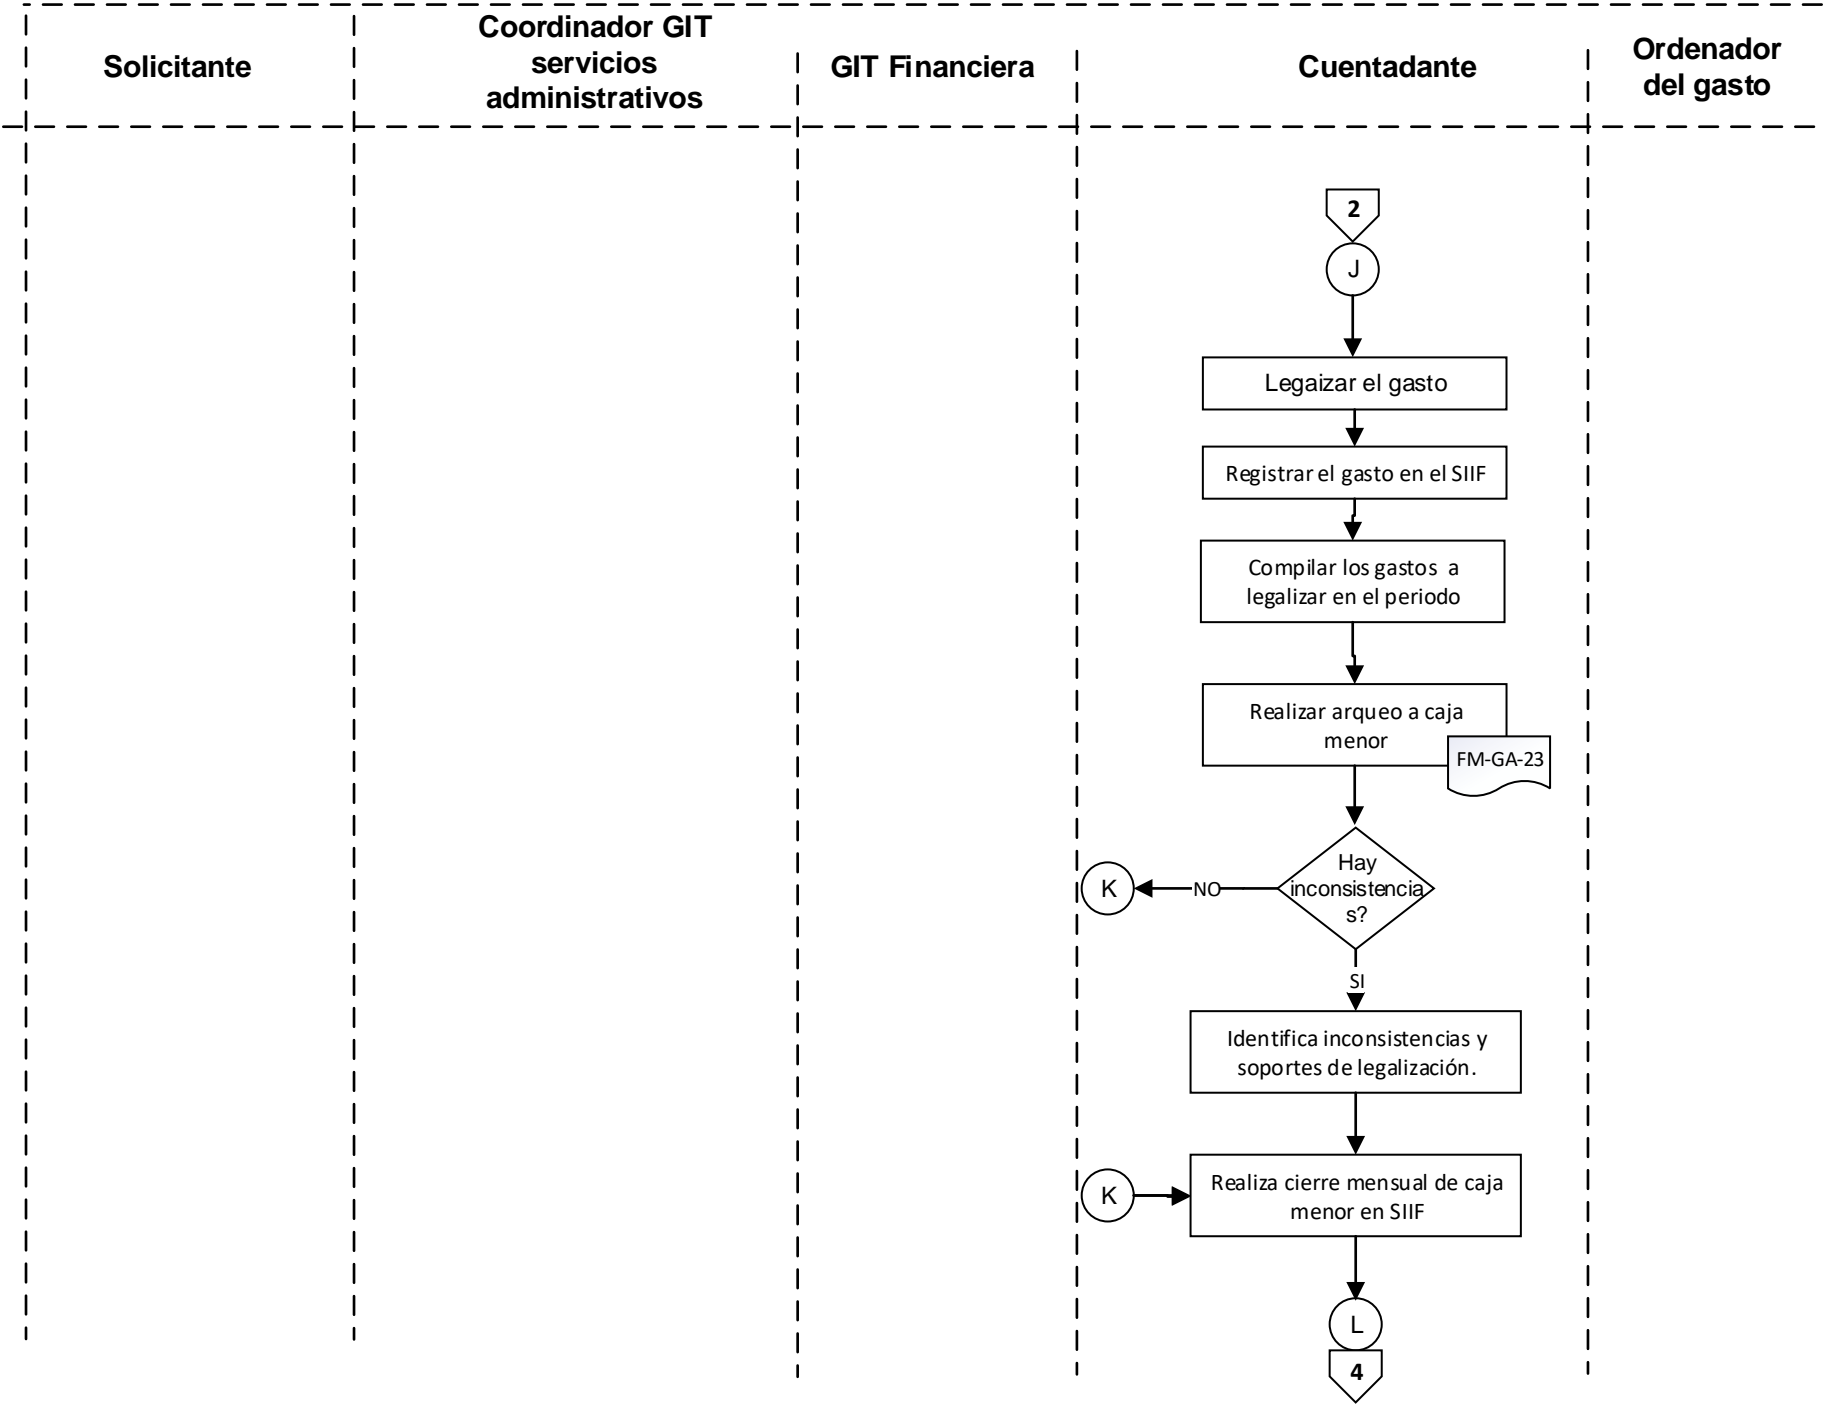 Solicitante
Coordinador GIT
servicios
administrativos
GIT Financiera
Cuentadante
Ordenador
del gasto
2
J
Legaizar el gasto
Registrar el gasto en el SIIF
Compilar los gastos a
legalizar en el periodo
Realizar arqueo a caja
menor
FM-GA-23
Hay
inconsistencia
s?
NO
K
SI
Identifica inconsistencias y
soportes de legalización.
K
Realiza cierre mensual de caja
menor en SIIF
L
4